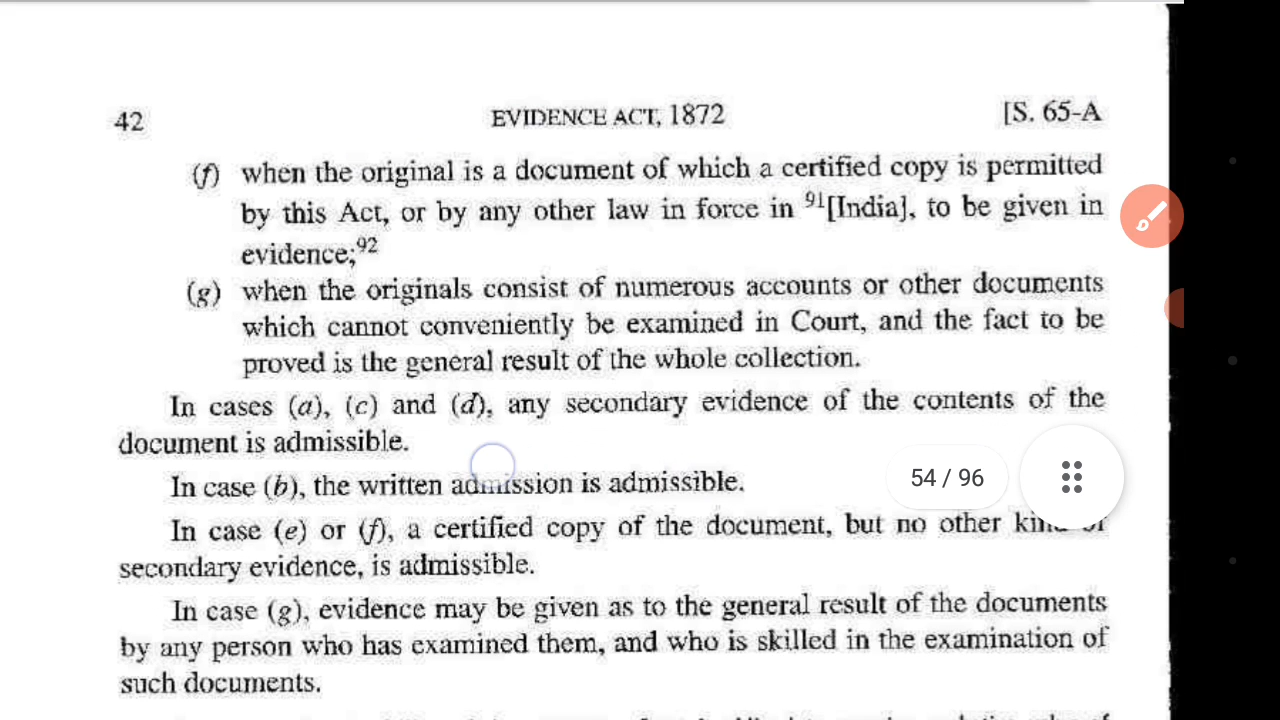 42 EVIDENCE ACT, 1872 [S. 65-A
(f) when the original is a document of which a certified copy is permitted
by this Act, or by any other law in force in 91[India], to be given in
evidence;92
(g) when the originals consist of numerous accounts or other documents
which cannot conveniently be examined in Court, and the fact to be
proved is the general result of the whole collection.
In cases (a), (c) and (d), any secondary evidence of the contents of the
document is admissible.
In case (b), the written admission is admissible.
54 / 96
In case (e) or (f), a certified copy of the document, but no other kind of
secondary evidence, is admissible.
In case (g), evidence may be given as to the general result of the documents
by any person who has examined them, and who is skilled in the examination of
such documents.